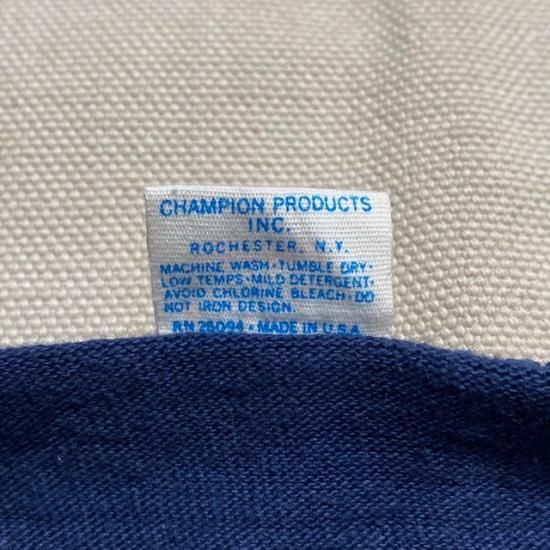 CHAMPION PRODUCTS
INC.
ROCHESTER, N.Y.
MACHINE WASH•TUMBLE DRY•
LOW TEMPS•MILD DETERGENT•
AVOID CHLORINE BLEACH•DO
NOT IRON DESIGN.
RN 26094 • MADE IN U.S.A.